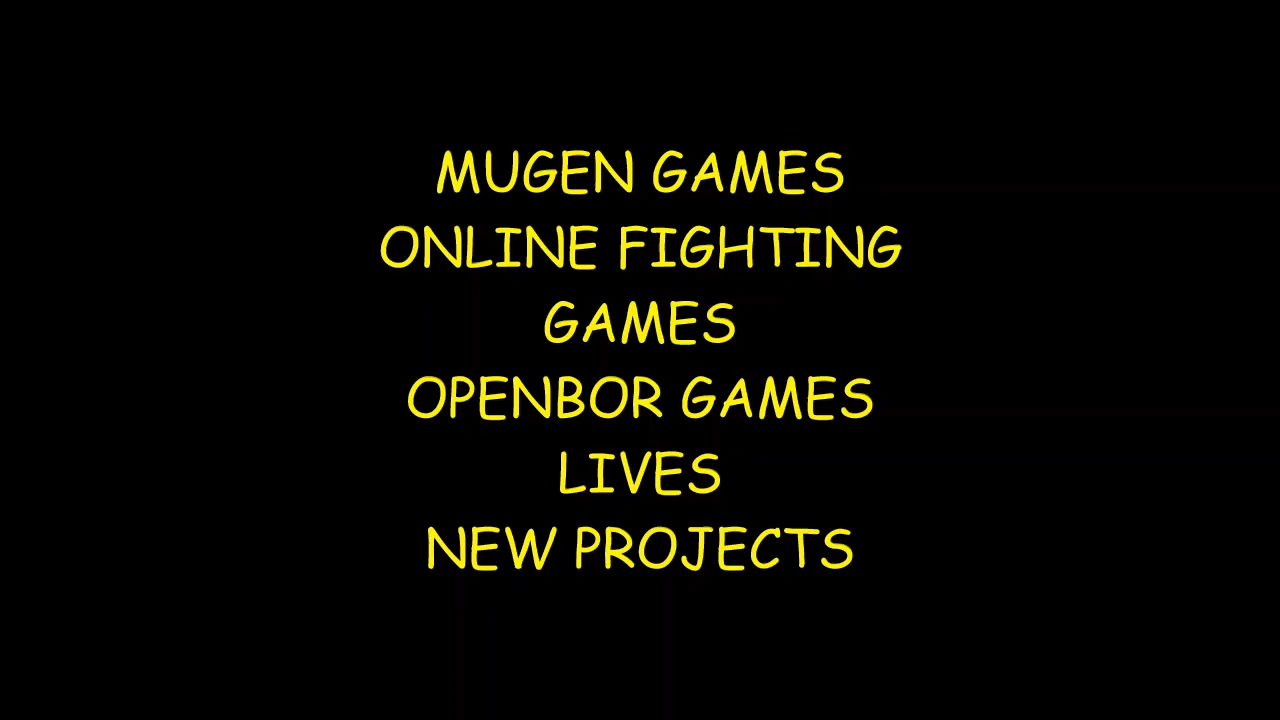 MUGEN GAMES
ONLINE FIGHTING
GAMES
OPENBOR GAMES
LIVES
NEW PROJECTS